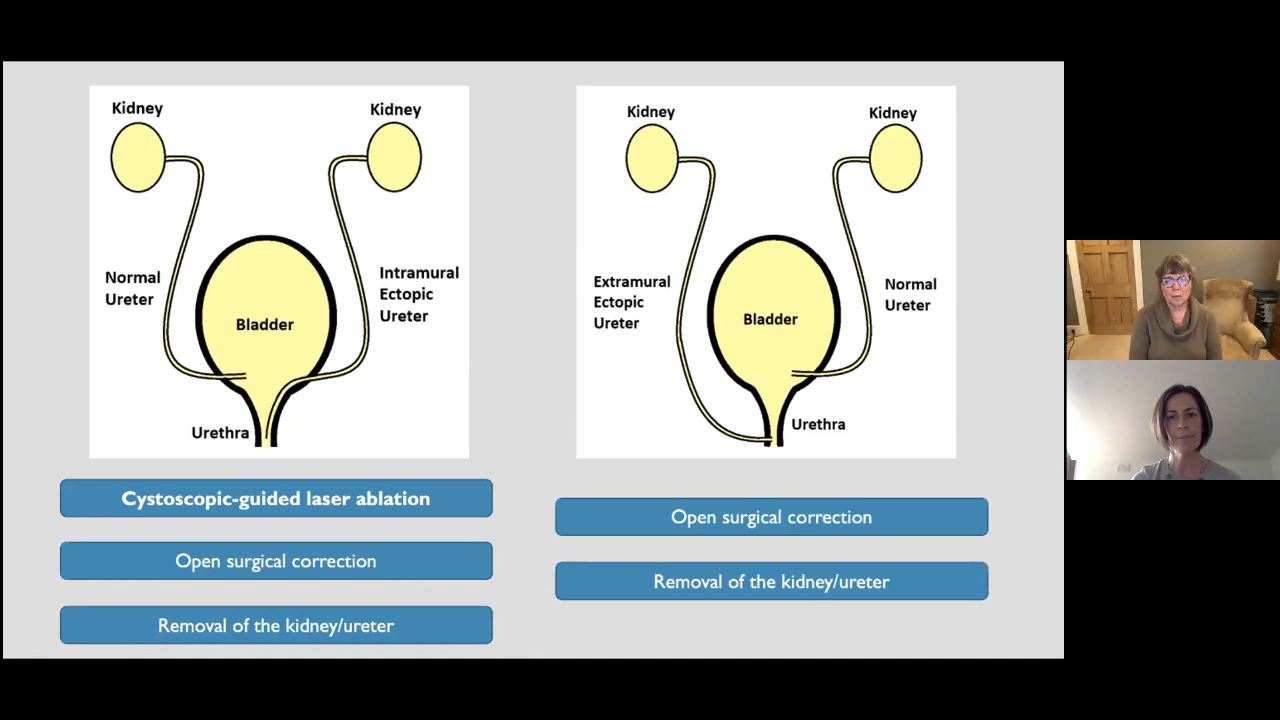 Kidney
Kidney
Normal
Ureter
Intramural
Ectopic
Ureter
Bladder
Urethra
Cystoscopic-guided laser ablation
Open surgical correction
Removal of the kidney/ureter
Kidney
Kidney
Extramural
Ectopic
Ureter
Bladder
Normal
Ureter
Urethra
Open surgical correction
Removal of the kidney/ureter